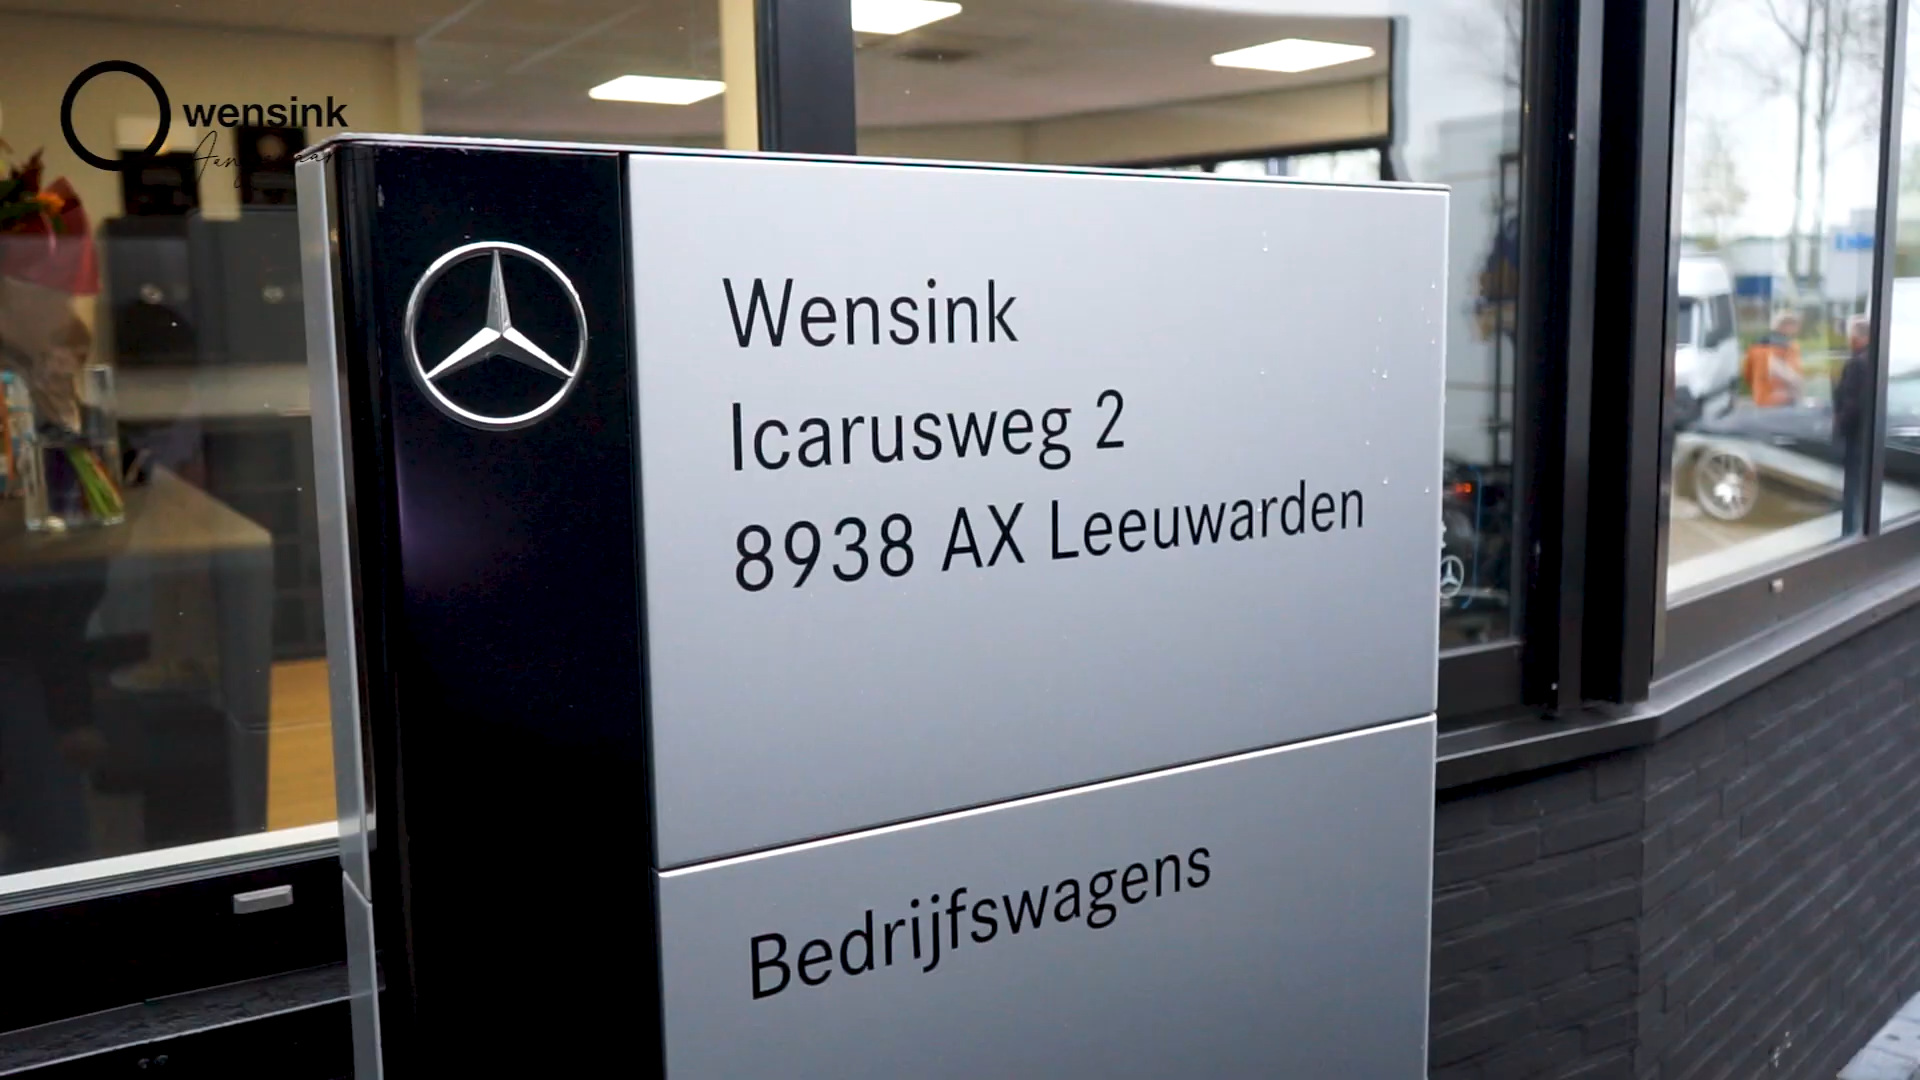 wensink
Wensink
Icarusweg 2
8938 AX Leeuwarden
Bedrijfswagens